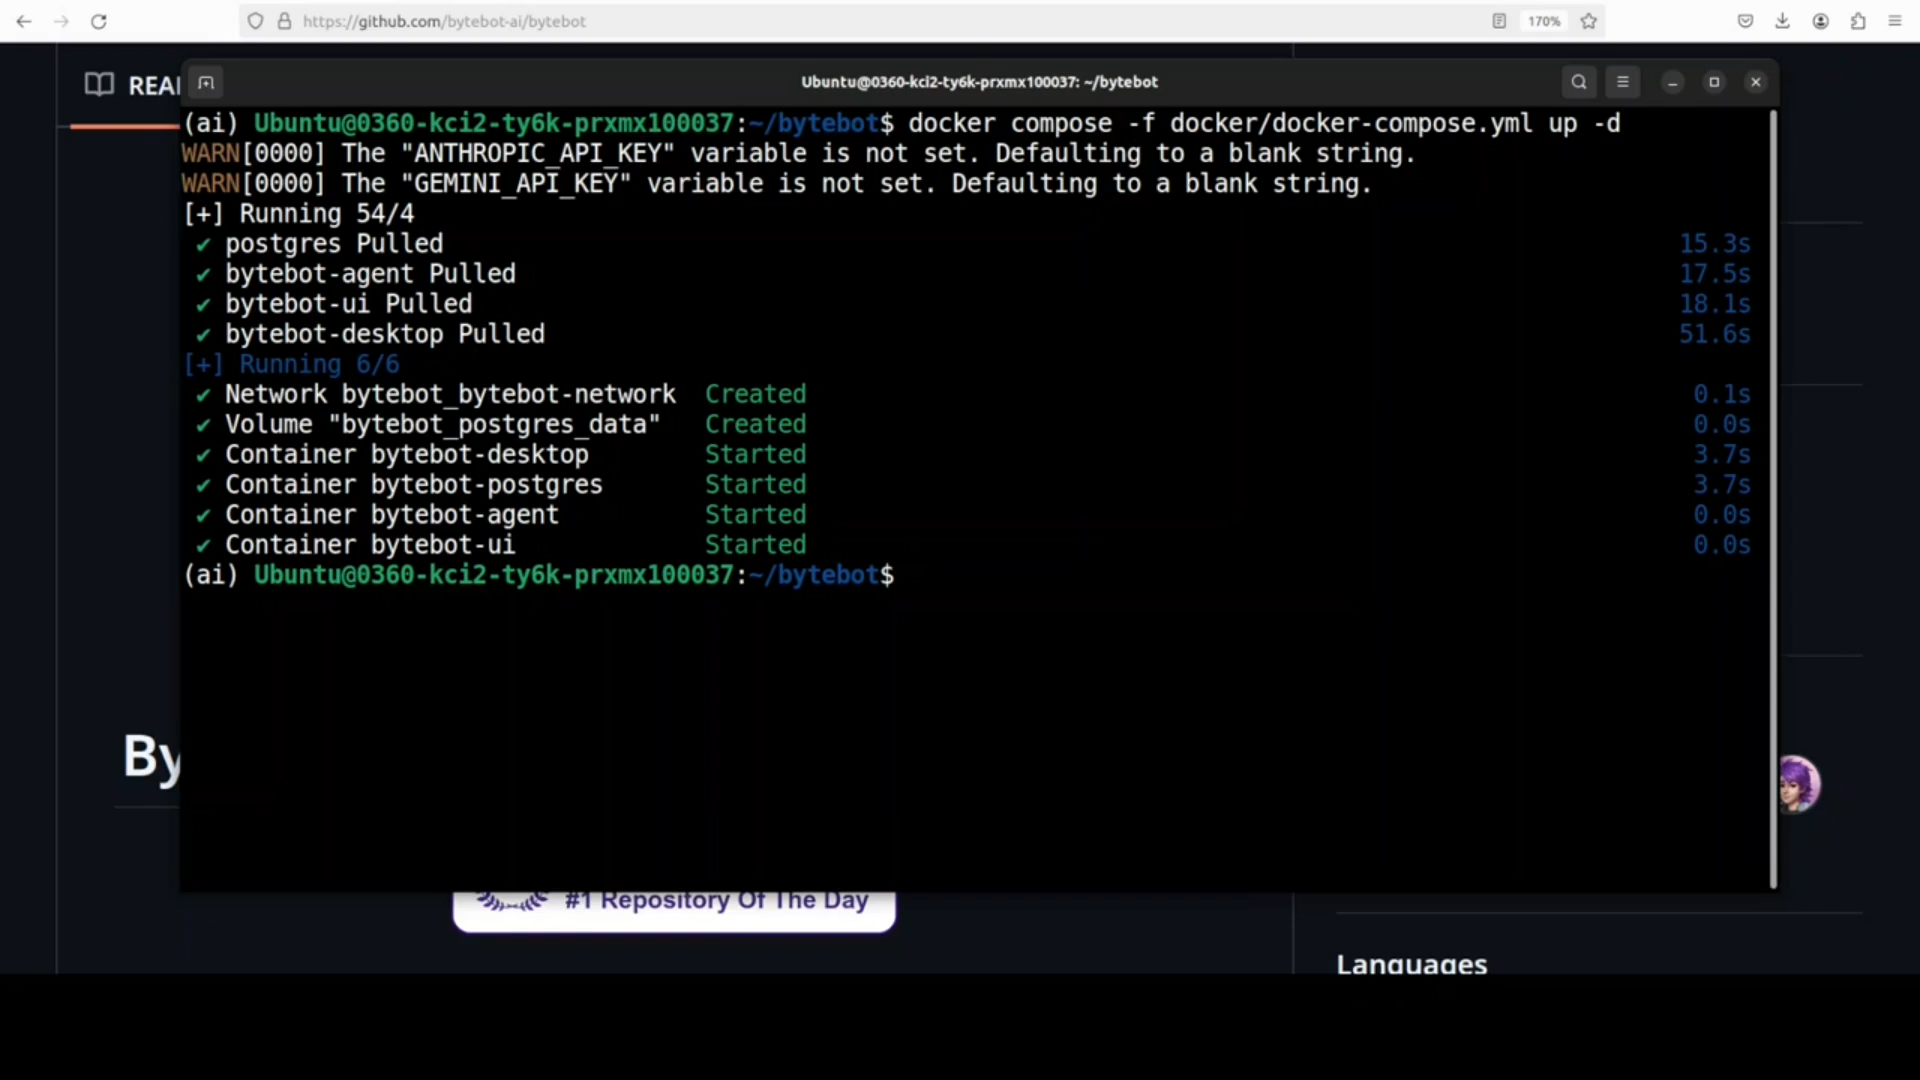 https://github.com/bytebot-ai/bytebot
170%
REA
Ubuntu@0360-kci2-ty6k-prxmx100037: ~/bytebot
(ai) Ubuntu@0360-kci2-ty6k-prxmx100037:~/bytebot$ docker compose -f docker/docker-compose.yml up -d
WARN[0000] The "ANTHROPIC_API_KEY" variable is not set. Defaulting to a blank string.
WARN[0000] The "GEMINI_API_KEY" variable is not set. Defaulting to a blank string.
[+] Running 54/4
✔ postgres Pulled 15.3s
✔ bytebot-agent Pulled 17.5s
✔ bytebot-ui Pulled 18.1s
✔ bytebot-desktop Pulled 51.6s
[+] Running 6/6
✔ Network bytebot_bytebot-network Created 0.1s
✔ Volume "bytebot_postgres_data" Created 0.0s
✔ Container bytebot-desktop Started 3.7s
✔ Container bytebot-postgres Started 3.7s
✔ Container bytebot-agent Started 0.0s
✔ Container bytebot-ui Started 0.0s
(ai) Ubuntu@0360-kci2-ty6k-prxmx100037:~/bytebot$
By
#1 Repository Of The Day
Languages